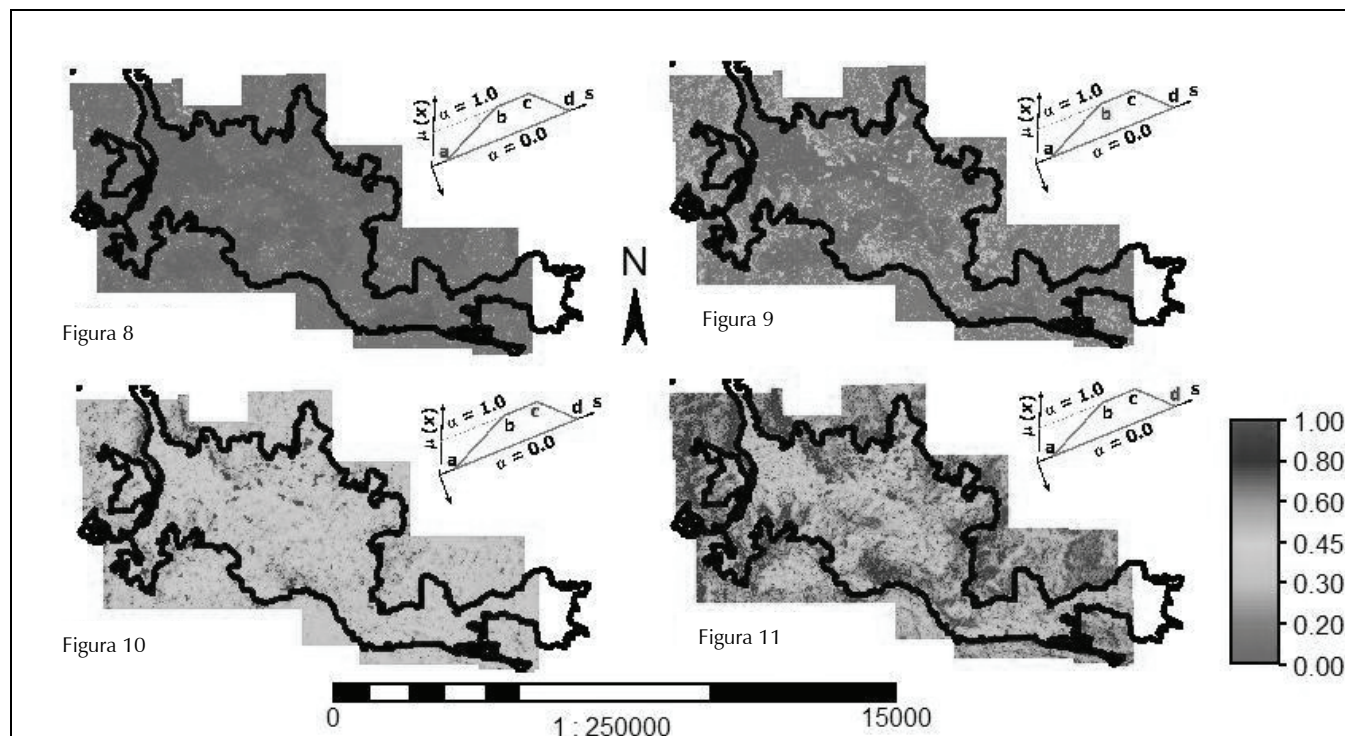 μ(x)
α = 1.0
a
b
c
d
s
α = 0.0
Figura 8
N
μ(x)
α = 1.0
a
b
c
d
s
α = 0.0
Figura 9
μ(x)
α = 1.0
a
b
c
d
s
α = 0.0
Figura 10
μ(x)
α = 1.0
a
b
c
d
s
α = 0.0
Figura 11
1.00
0.80
0.60
0.45
0.30
0.20
0.00
0
1 : 250000
15000